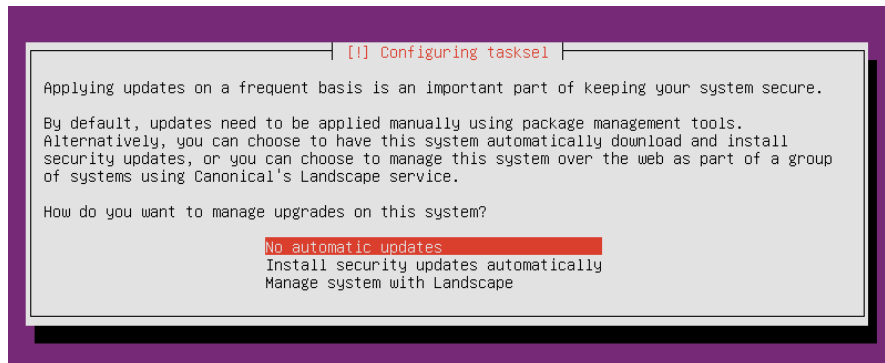 [!] Configuring tasksel
Applying updates on a frequent basis is an important part of keeping your system secure.
By default, updates need to be applied manually using package management tools.
Alternatively, you can choose to have this system automatically download and install
security updates, or you can choose to manage this system over the web as part of a group
of systems using Canonical's Landscape service.
How do you want to manage upgrades on this system?
No automatic updates
Install security updates automatically
Manage system with Landscape